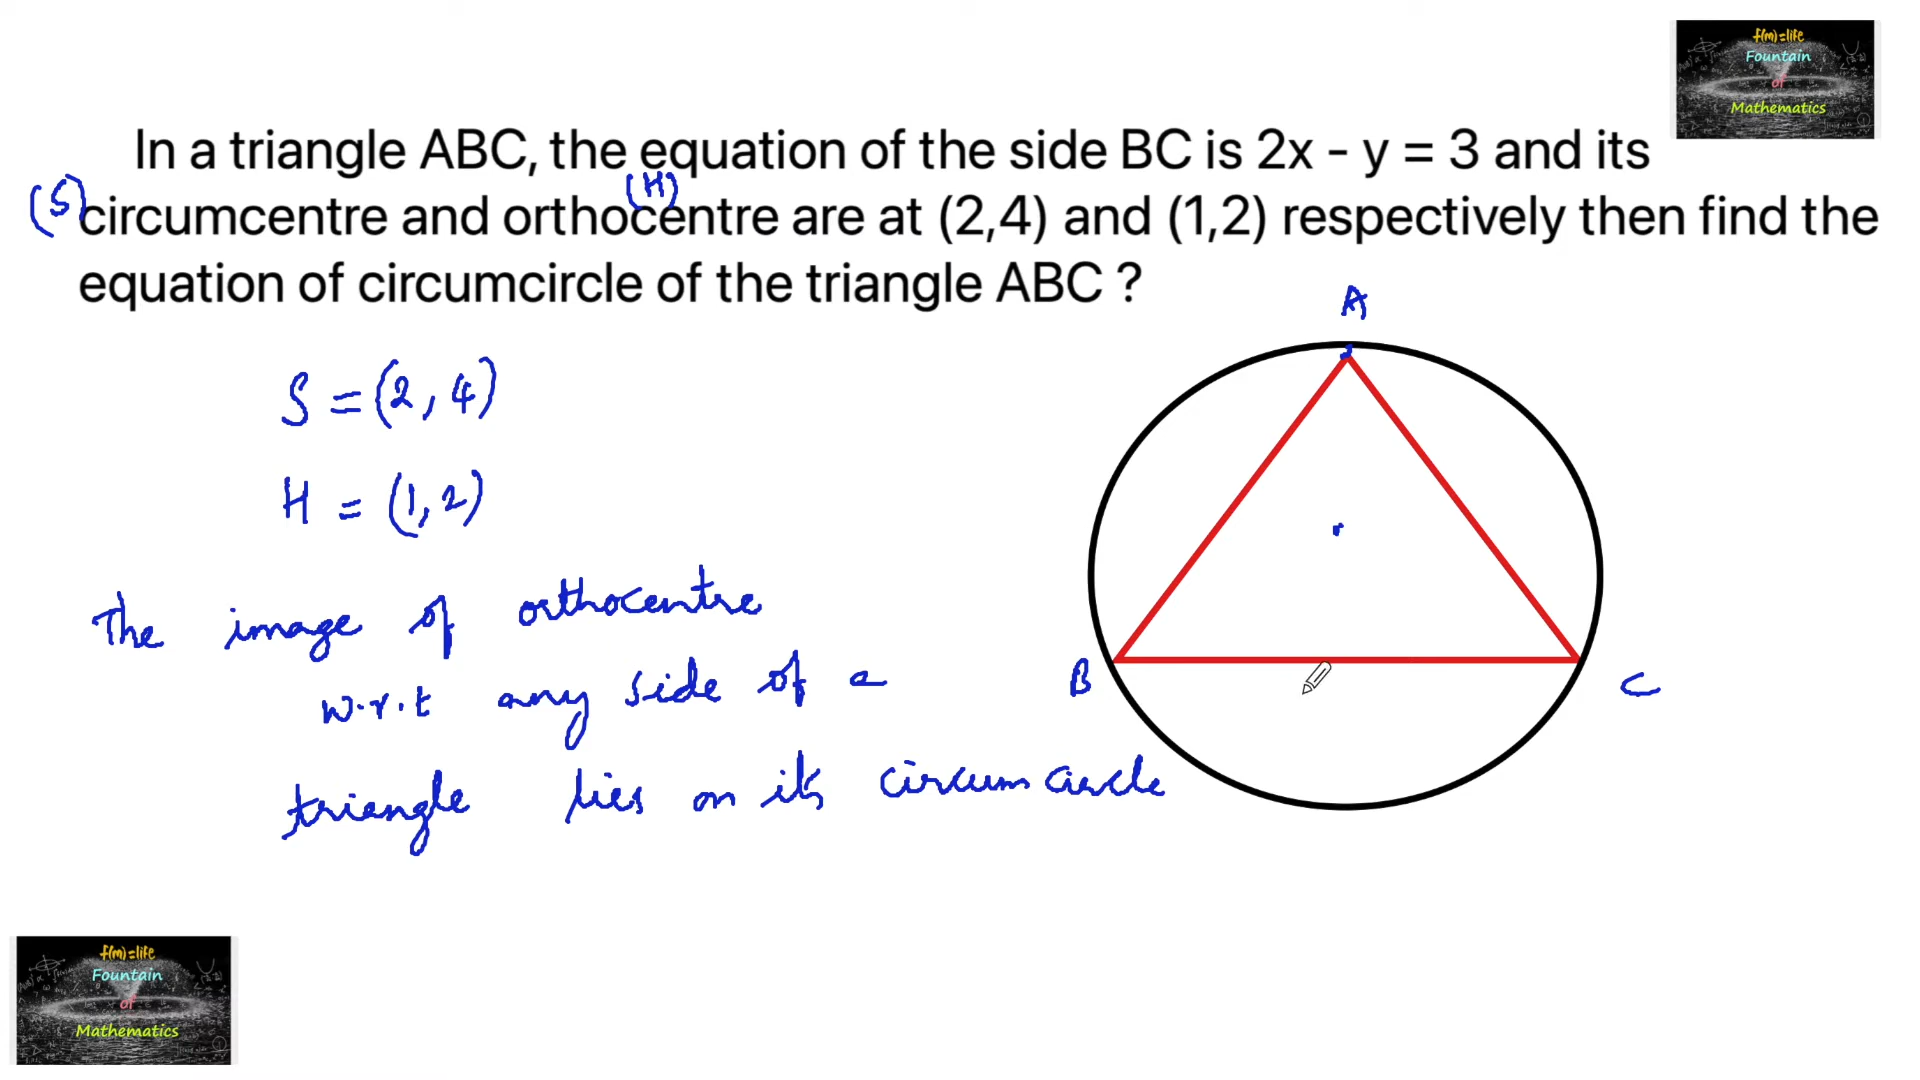 f(m)=life
Fountain
of
Mathematics
In a triangle ABC, the equation of the side BC is 2x - y = 3 and its
(S) (H)
circumcentre and orthocentre are at (2,4) and (1,2) respectively then find the
equation of circumcircle of the triangle ABC ?
A
S = (2, 4)
H = (1, 2)
The image of orthocentre
w.r.t any side of a
B C
triangle lies on its circumcircle
f(m)=life
Fountain
of
Mathematics